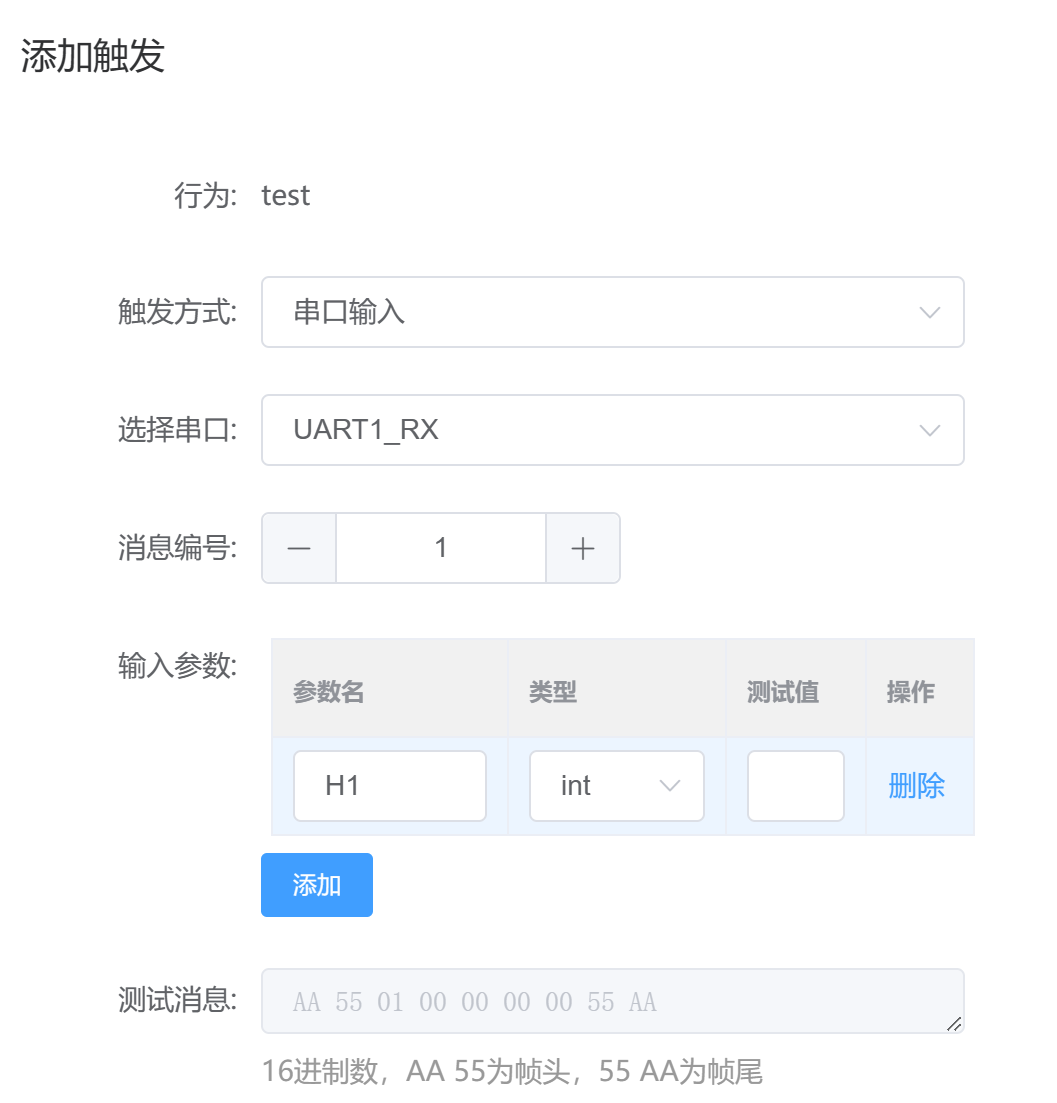 添加触发
行为: test
触发方式: 串口输入
选择串口: UART1_RX
消息编号: — 1 +
输入参数:
参数名 类型 测试值 操作
H1 int 删除
添加
测试消息: AA 55 01 00 00 00 00 55 AA
16进制数，AA 55为帧头，55 AA为帧尾